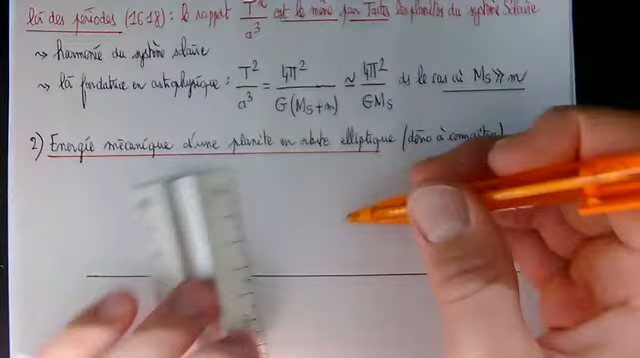 Loi des périodes (1618) : le rapport T²/a³ est le même pour toutes les planètes du système solaire
⤳ harmonie du système solaire
⤳ loi fondatrice en astrophysique : T²/a³ = 4π²/G(Ms+m) ≃ 4π²/GMs ds le cas où Ms ≫ m
2) Energie mécanique d'une planète en orbite elliptique (démo à connaître)